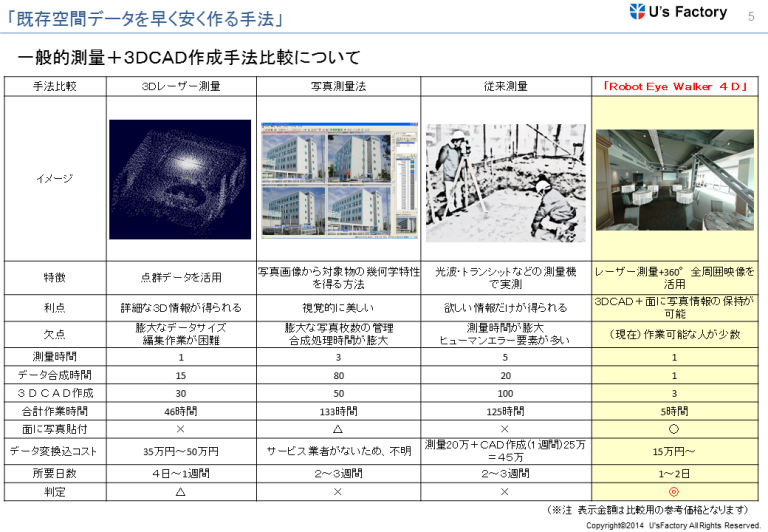 「既存空間データを早く安く作る手法」
U's Factory
5
一般的測量＋３DCAD作成手法比較について
手法比較 3Dレーザー測量 写真測量法 従来測量 「Robot Eye Walker ４D」
イメージ
特徴 点群データを活用 写真画像から対象物の幾何学特性を得る方法 光波・トランシットなどの測量機で実測 レーザー測量+360°全周囲映像を活用
利点 詳細な3D情報が得られる 視覚的に美しい 欲しい情報だけが得られる 3DCAD＋面に写真情報の保持が可能
欠点 膨大なデータサイズ 編集作業が困難 膨大な写真枚数の管理 合成処理時間が膨大 測量時間が膨大 ヒューマンエラー要素が多い （現在）作業可能な人が少数
測量時間 1 3 5 1
データ合成時間 15 80 20 1
３ＤＣＡＤ作成 30 50 100 3
合計作業時間 46時間 133時間 125時間 5時間
面に写真貼付 × △ × ○
データ変換込コスト 35万円～50万円 サービス業者がないため、不明 測量20万＋CAD作成(1週間)25万＝４５万 15万円～
所要日数 ４日～1週間 ２～３週間 ２～３週間 1～2日
判定 △ × × ◎
（※注 表示金額は比較用の参考価格となります）
Copyright©2014 U'sFactory All Rights Reserved.